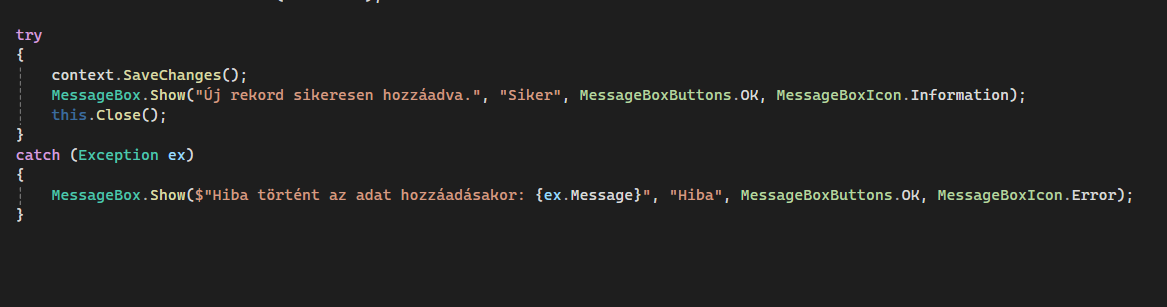 try
{
context.SaveChanges();
MessageBox.Show("Új rekord sikeresen hozzáadva.", "Siker", MessageBoxButtons.OK, MessageBoxIcon.Information);
this.Close();
}
catch (Exception ex)
{
MessageBox.Show($"Hiba történt az adat hozzáadásakor: {ex.Message}", "Hiba", MessageBoxButtons.OK, MessageBoxIcon.Error);
}